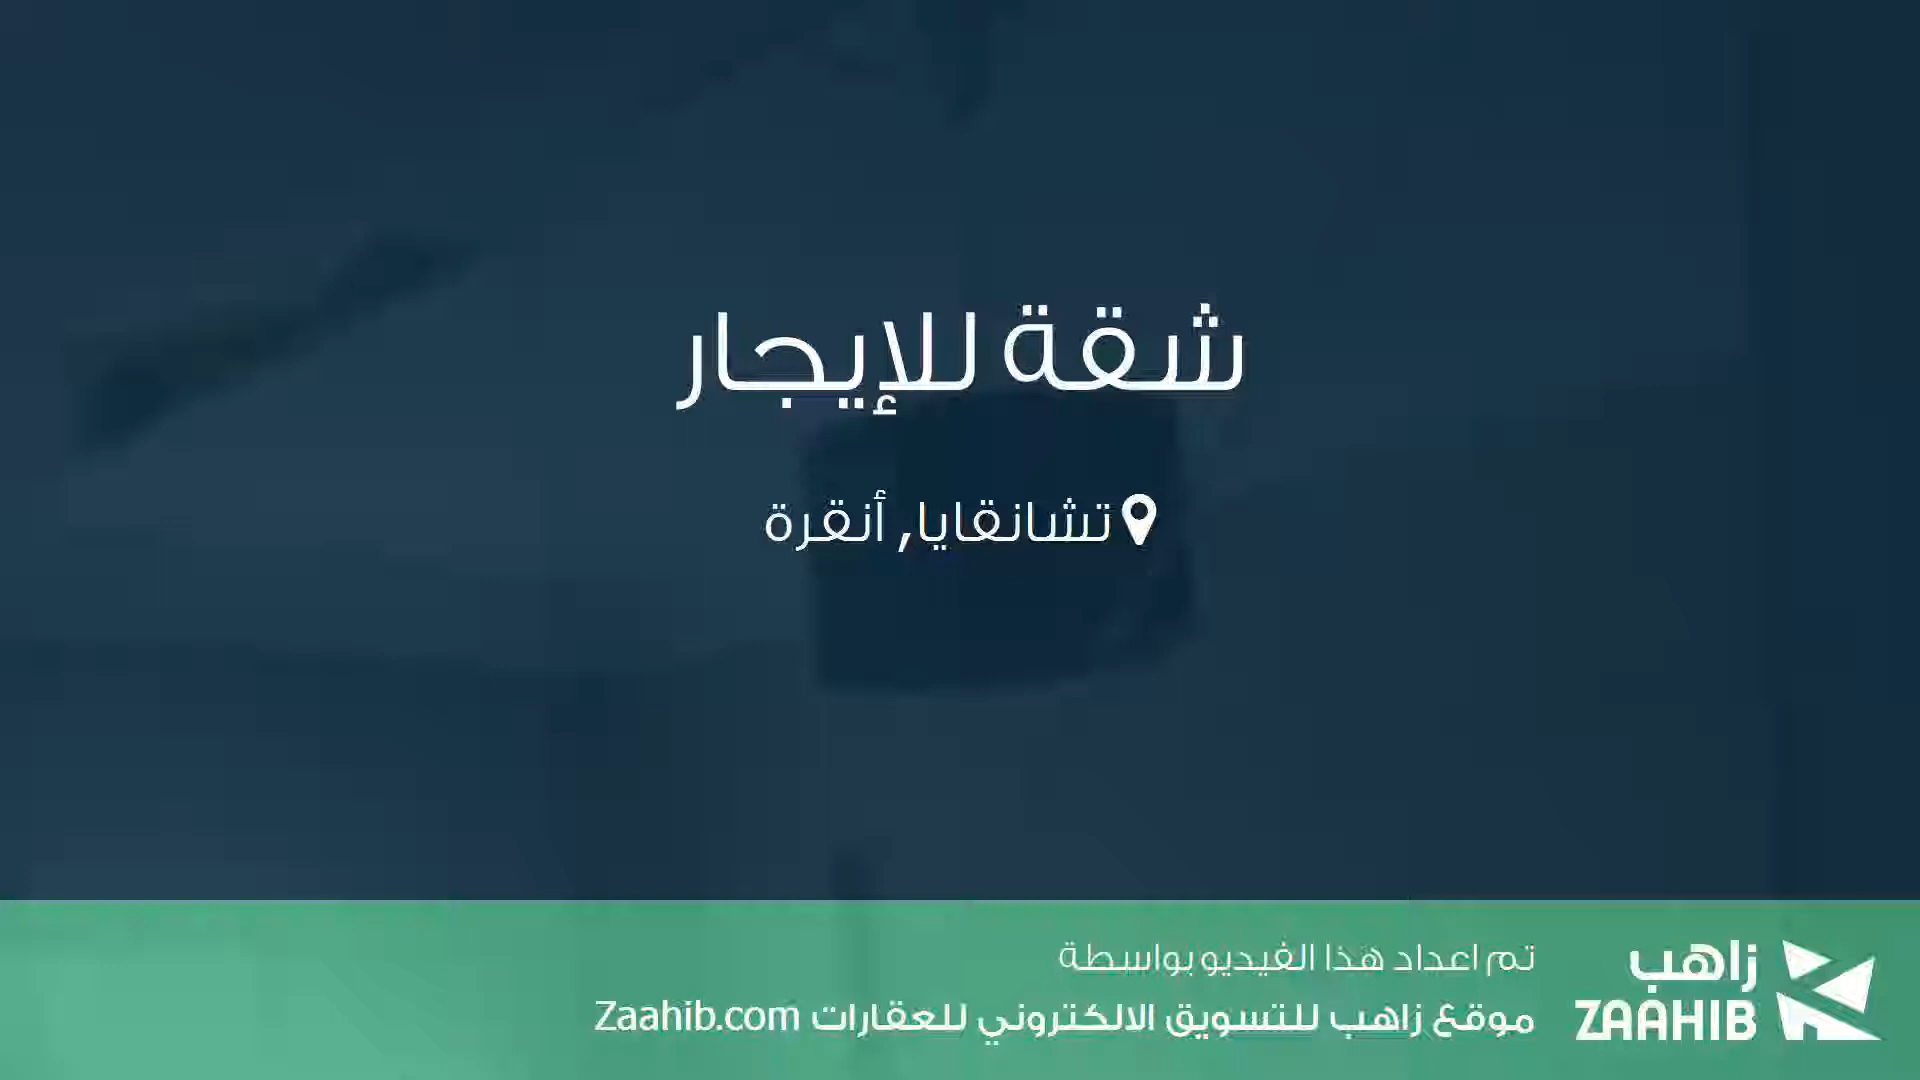 شقة للإيجار
تشانقايا, أنقرة
تم اعداد هذا الفيديو بواسطة
موقع زاهب للتسويق الالكتروني للعقارات Zaahib.com
زاهب
ZAAHIB